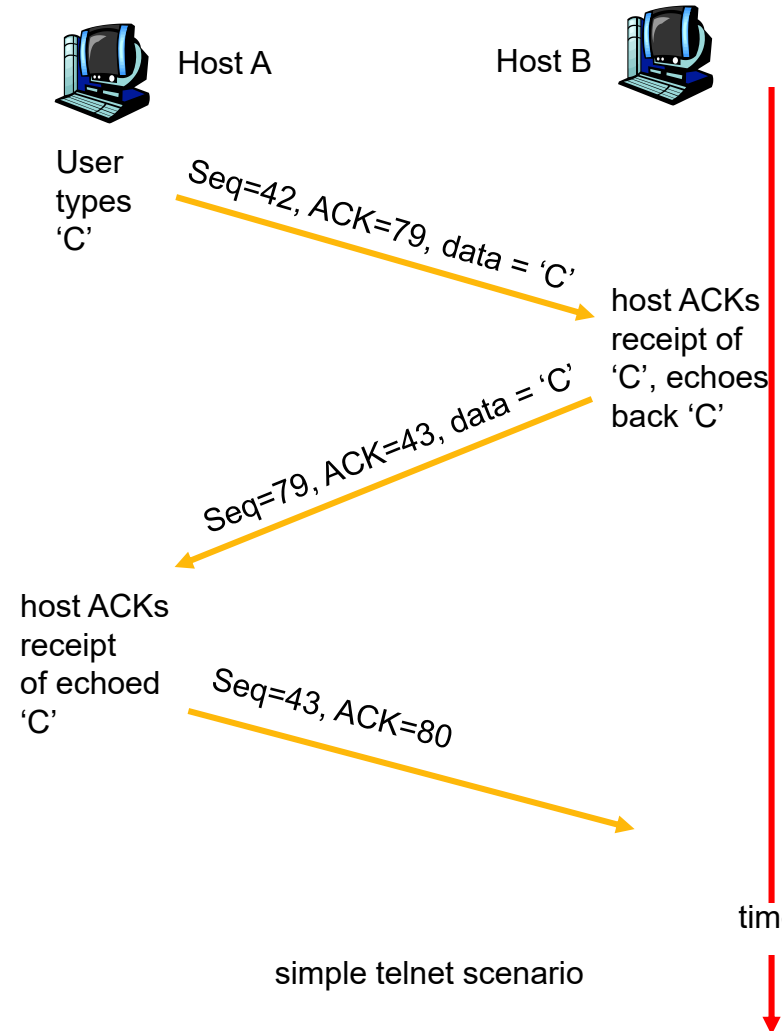 Host A
Host B
User
types
‘C’
Seq=42, ACK=79, data = ‘C’
host ACKs
receipt of
‘C’, echoes
back ‘C’
Seq=79, ACK=43, data = ‘C’
host ACKs
receipt
of echoed
‘C’
Seq=43, ACK=80
tim
simple telnet scenario